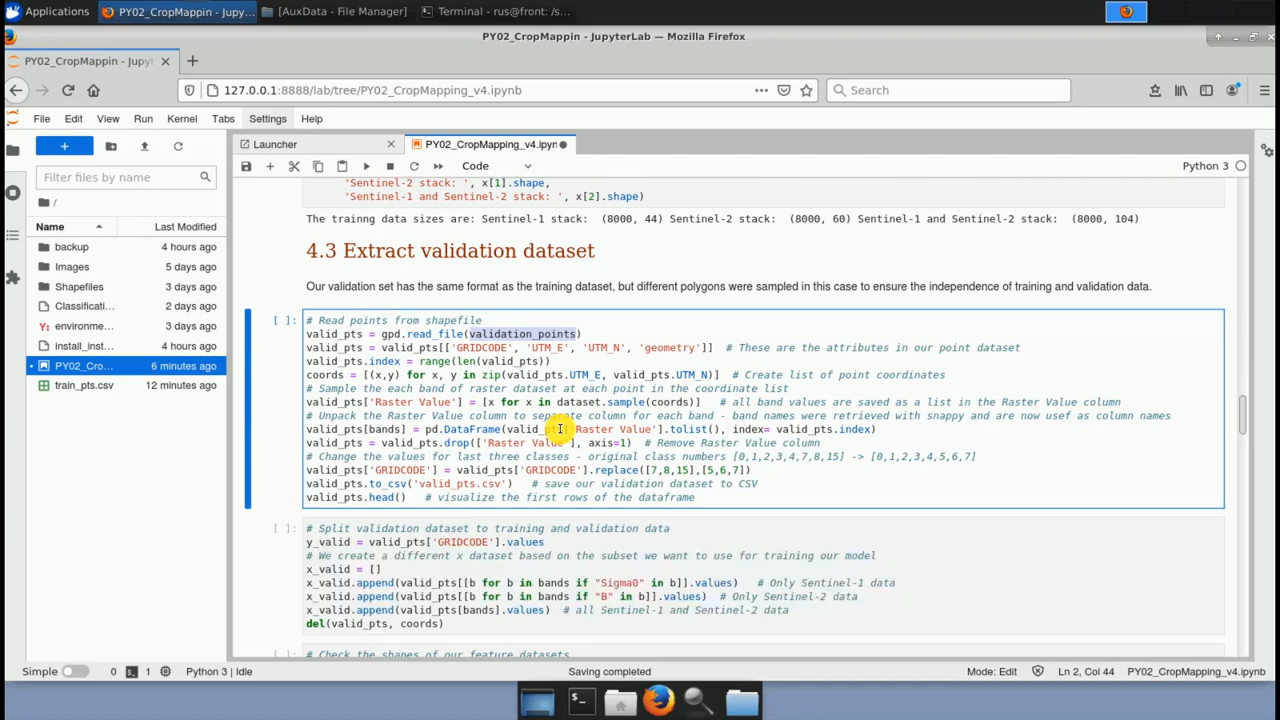 Applications
PY02_CropMappin - Jupy...
[AuxData - File Manager]
Terminal - rus@front: /s...
PY02_CropMapping - JupyterLab — Mozilla Firefox
PY02_CropMappin - Jupyt
127.0.0.1:8888/lab/tree/PY02_CropMapping_v4.ipynb
Search
File Edit View Run Kernel Tabs Settings Help
Launcher
PY02_CropMapping_v4.ipyn
Code
Python 3
Filter files by name
/
Name Last Modified
backup 4 hours ago
Images 5 days ago
Shapefiles 3 days ago
Classificati... 2 days ago
Y: environme... 3 days ago
install_inst... 4 hours ago
PY02_Cro... 6 minutes ago
train_pts.csv 12 minutes ago
'Sentinel-2 stack: ', x[1].shape,
'Sentinel-1 and Sentinel-2 stack: ', x[2].shape)
The trainng data sizes are: Sentinel-1 stack: (8000, 44) Sentinel-2 stack: (8000, 60) Sentinel-1 and Sentinel-2 stack: (8000, 104)
4.3 Extract validation dataset
Our validation set has the same format as the training dataset, but different polygons were sampled in this case to ensure the independence of training and validation data.
[ ]: # Read points from shapefile
valid_pts = gpd.read_file(validation_points)
valid_pts = valid_pts[['GRIDCODE', 'UTM_E', 'UTM_N', 'geometry']] # These are the attributes in our point dataset
valid_pts.index = range(len(valid_pts))
coords = [(x,y) for x, y in zip(valid_pts.UTM_E, valid_pts.UTM_N)] # Create list of point coordinates
# Sample the each band of raster dataset at each point in the coordinate list
valid_pts['Raster Value'] = [x for x in dataset.sample(coords)] # all band values are saved as a list in the Raster Value column
# Unpack the Raster Value column to separate column for each band - band names were retrieved with snappy and are now usef as column names
valid_pts[bands] = pd.DataFrame(valid_pts['Raster Value'].tolist(), index= valid_pts.index)
valid_pts = valid_pts.drop(['Raster Value'], axis=1) # Remove Raster Value column
# Change the values for last three classes - original class numbers [0,1,2,3,4,7,8,15] -> [0,1,2,3,4,5,6,7]
valid_pts['GRIDCODE'] = valid_pts['GRIDCODE'].replace([7,8,15],[5,6,7])
valid_pts.to_csv('valid_pts.csv') # save our validation dataset to CSV
valid_pts.head() # visualize the first rows of the dataframe
[ ]: # Split validation dataset to training and validation data
y_valid = valid_pts['GRIDCODE'].values
# We create a different x dataset based on the subset we want to use for training our model
x_valid = []
x_valid.append(valid_pts[[b for b in bands if "Sigma0" in b]].values) # Only Sentinel-1 data
x_valid.append(valid_pts[[b for b in bands if "B" in b]].values) # Only Sentinel-2 data
x_valid.append(valid_pts[bands].values) # all Sentinel-1 and Sentinel-2 data
del(valid_pts, coords)
[ ]: # Check the shapes of our feature datasets
Simple 0 1 Python 3 | Idle Saving completed Mode: Edit Ln 2, Col 44 PY02_CropMapping_v4.ipynb